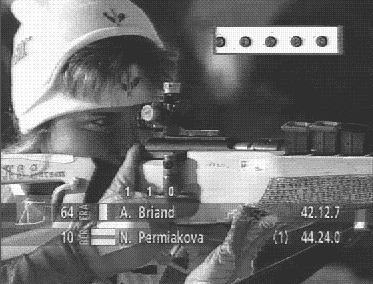 1 1 0
64 A. Briand 42.12.7
10 N. Permiakova (1) 44.24.0